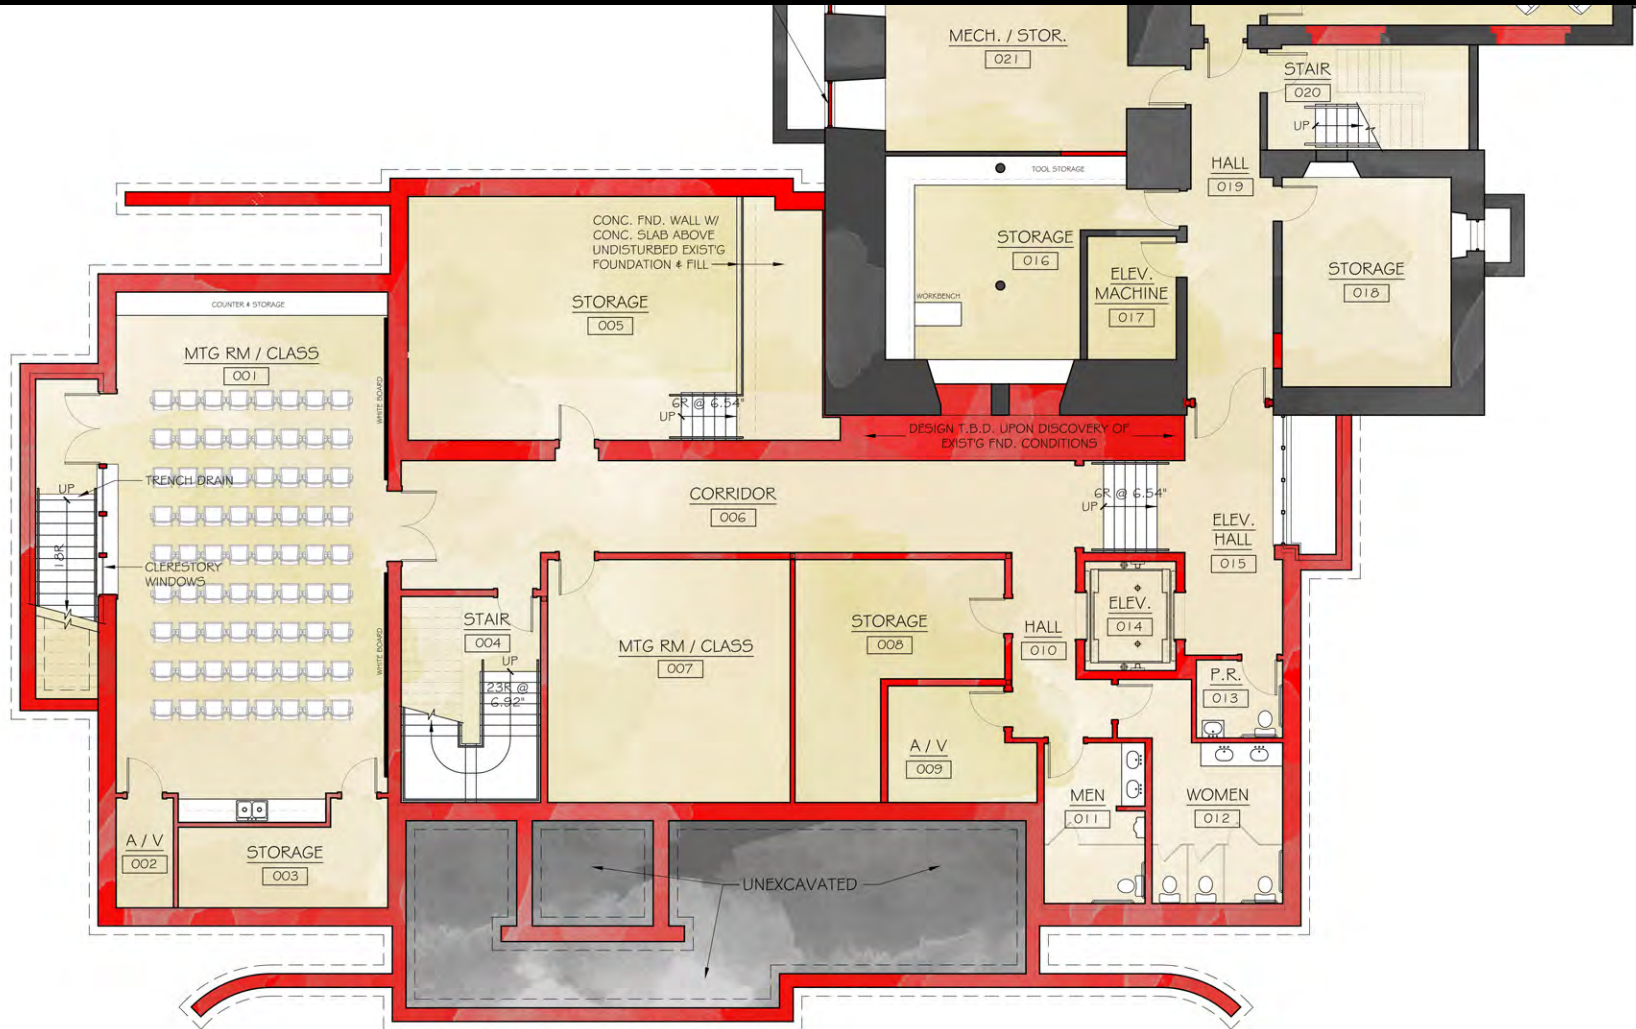 MECH. / STOR.
021
STAIR
020
UP
HALL
019
TOOL STORAGE
STORAGE
016
WORKBENCH
ELEV.
MACHINE
017
STORAGE
018
CONC. FND. WALL W/
CONC. SLAB ABOVE
UNDISTURBED EXIST'G
FOUNDATION & FILL
STORAGE
005
6R @ 6.54"
UP
DESIGN T.B.D. UPON DISCOVERY OF
EXIST'G FND. CONDITIONS
COUNTER & STORAGE
MTG RM / CLASS
001
WHITE BOARD
TRENCH DRAIN
UP
18R
CLERESTORY
WINDOWS
WHITE BOARD
CORRIDOR
006
6R @ 6.54"
UP
ELEV.
HALL
015
STAIR
004
UP
23R @
6.92"
MTG RM / CLASS
007
STORAGE
008
HALL
010
ELEV.
014
P.R.
013
A / V
009
MEN
011
WOMEN
012
A / V
002
STORAGE
003
UNEXCAVATED